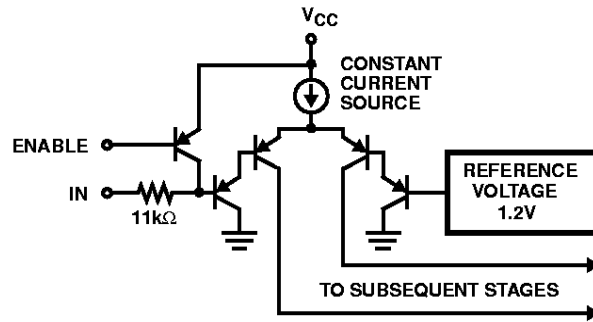 VCC
CONSTANT
CURRENT
SOURCE
ENABLE
IN
11kΩ
REFERENCE
VOLTAGE
1.2V
TO SUBSEQUENT STAGES